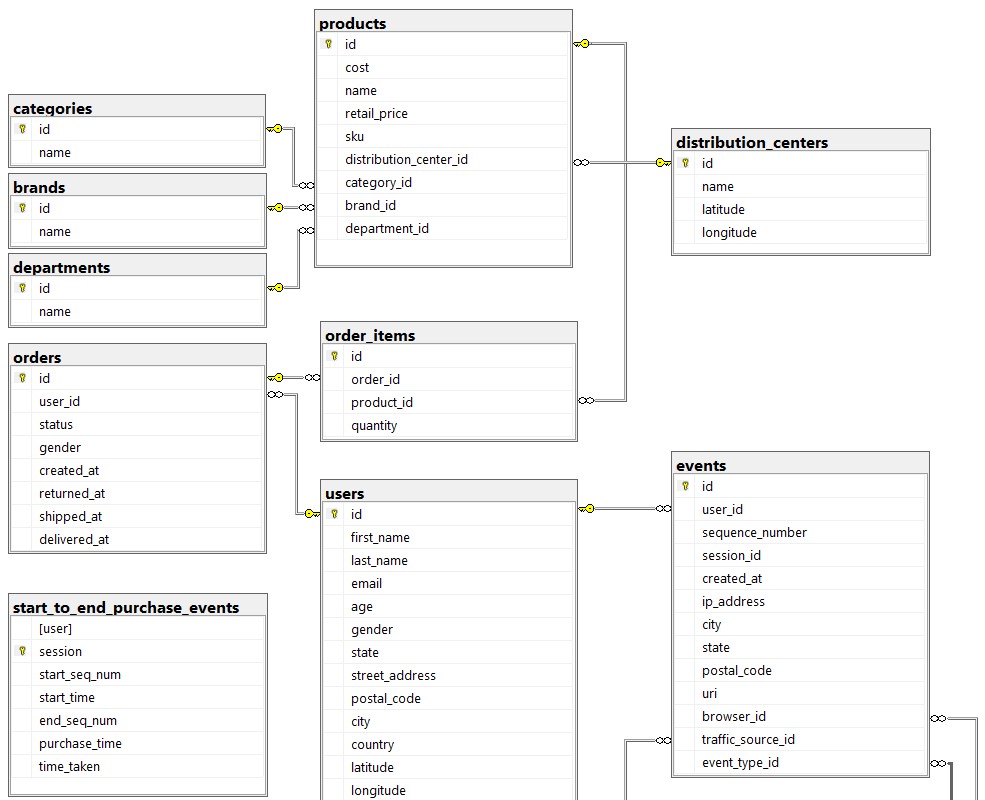 products
id
cost
name
retail_price
sku
distribution_center_id
category_id
brand_id
department_id
categories
id
name
brands
id
name
departments
id
name
distribution_centers
id
name
latitude
longitude
orders
id
user_id
status
gender
created_at
returned_at
shipped_at
delivered_at
order_items
id
order_id
product_id
quantity
users
id
first_name
last_name
email
age
gender
state
street_address
postal_code
city
country
latitude
longitude
events
id
user_id
sequence_number
session_id
created_at
ip_address
city
state
postal_code
uri
browser_id
traffic_source_id
event_type_id
start_to_end_purchase_events
[user]
session
start_seq_num
start_time
end_seq_num
purchase_time
time_taken